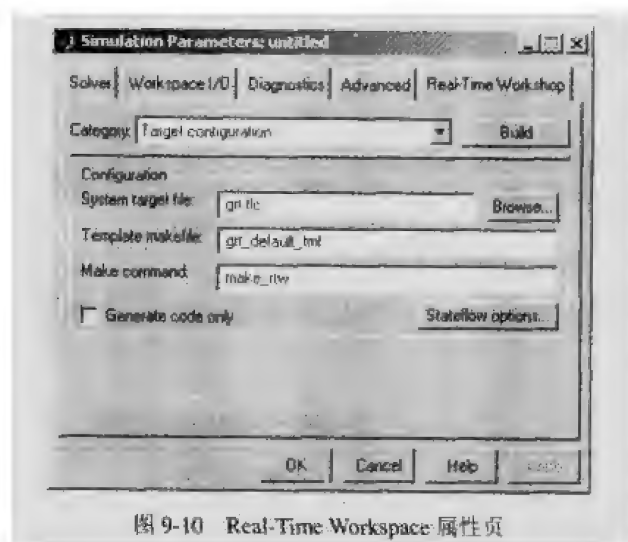 Simulation Parameters: untitled
Solver Workspace I/O Diagnostics Advanced Real-Time Workshop
Category: Target configuration Build
Configuration
System target file: grt.tlc Browse...
Template makefile: grt_default_tmf
Make command: make_rtw
Generate code only Stateflow options...
OK Cancel Help Apply
图 9-10 Real-Time Workspace 属性页